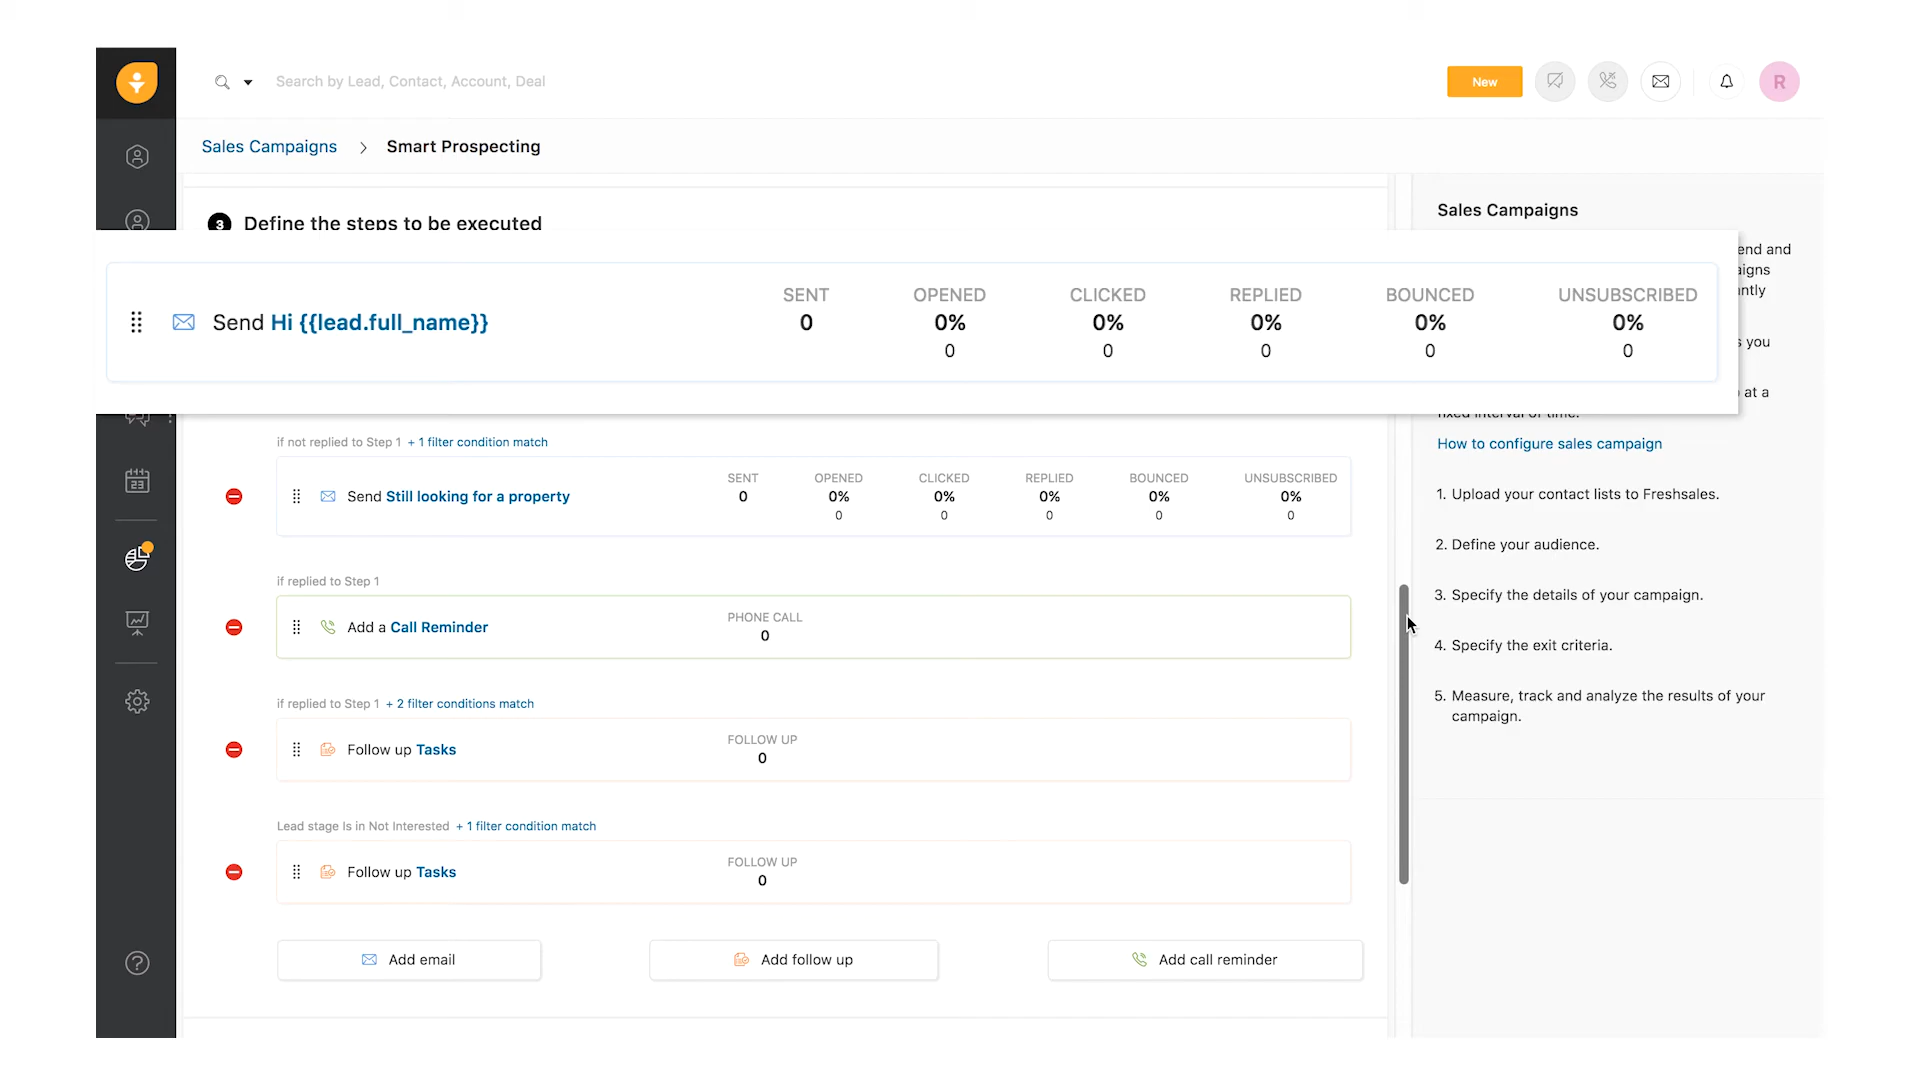 Search by Lead, Contact, Account, Deal
New
R
Sales Campaigns > Smart Prospecting
3 Define the steps to be executed
Send Hi {{lead.full_name}}
SENT OPENED CLICKED REPLIED BOUNCED UNSUBSCRIBED
0 0% 0% 0% 0% 0%
0 0 0 0 0
if not replied to Step 1 + 1 filter condition match
Send Still looking for a property
SENT OPENED CLICKED REPLIED BOUNCED UNSUBSCRIBED
0 0% 0% 0% 0% 0%
0 0 0 0 0
if replied to Step 1
Add a Call Reminder
PHONE CALL
0
if replied to Step 1 + 2 filter conditions match
Follow up Tasks
FOLLOW UP
0
Lead stage Is in Not Interested + 1 filter condition match
Follow up Tasks
FOLLOW UP
0
Add email
Add follow up
Add call reminder
23
Sales Campaigns
end and
aigns
ntly
s you
at a
fixed interval of time.
How to configure sales campaign
1. Upload your contact lists to Freshsales.
2. Define your audience.
3. Specify the details of your campaign.
4. Specify the exit criteria.
5. Measure, track and analyze the results of your
campaign.